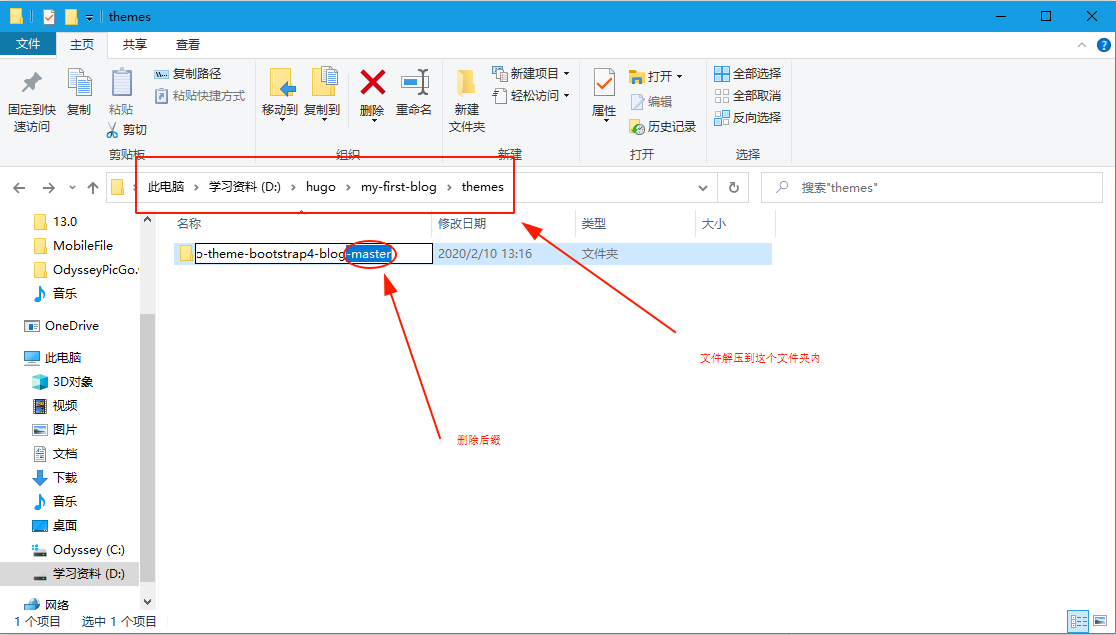 themes
文件 主页 共享 查看
固定到快速访问
复制
粘贴
复制路径
粘贴快捷方式
剪切
剪贴板
移动到 复制到
删除 重命名
组织
新建文件夹
新建项目
轻松访问
新建
属性
打开
编辑
历史记录
打开
全部选择
全部取消
反向选择
选择
此电脑 › 学习资料 (D:) › hugo › my-first-blog › themes
搜索"themes"
名称 修改日期 类型 大小
o-theme-bootstrap4-blog-master 2020/2/10 13:16 文件夹
13.0
MobileFile
OdysseyPicGo.
音乐
OneDrive
此电脑
3D对象
视频
图片
文档
下载
音乐
桌面
Odyssey (C:)
学习资料 (D:)
网络
文件解压到这个文件夹内
删除后缀
1 个项目 选中 1 个项目